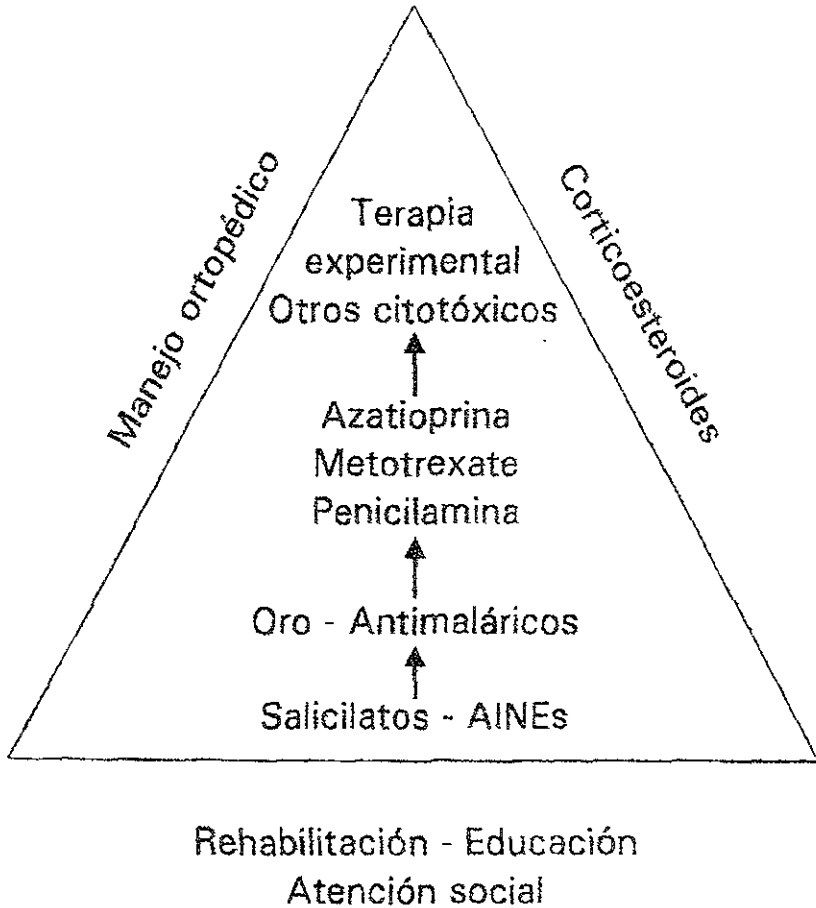 Manejo ortopédico
Corticoesteroides
Terapia
experimental
Otros citotóxicos
Azatioprina
Metotrexate
Penicilamina
Oro - Antimaláricos
Salicilatos - AINEs
Rehabilitación - Educación
Atención social